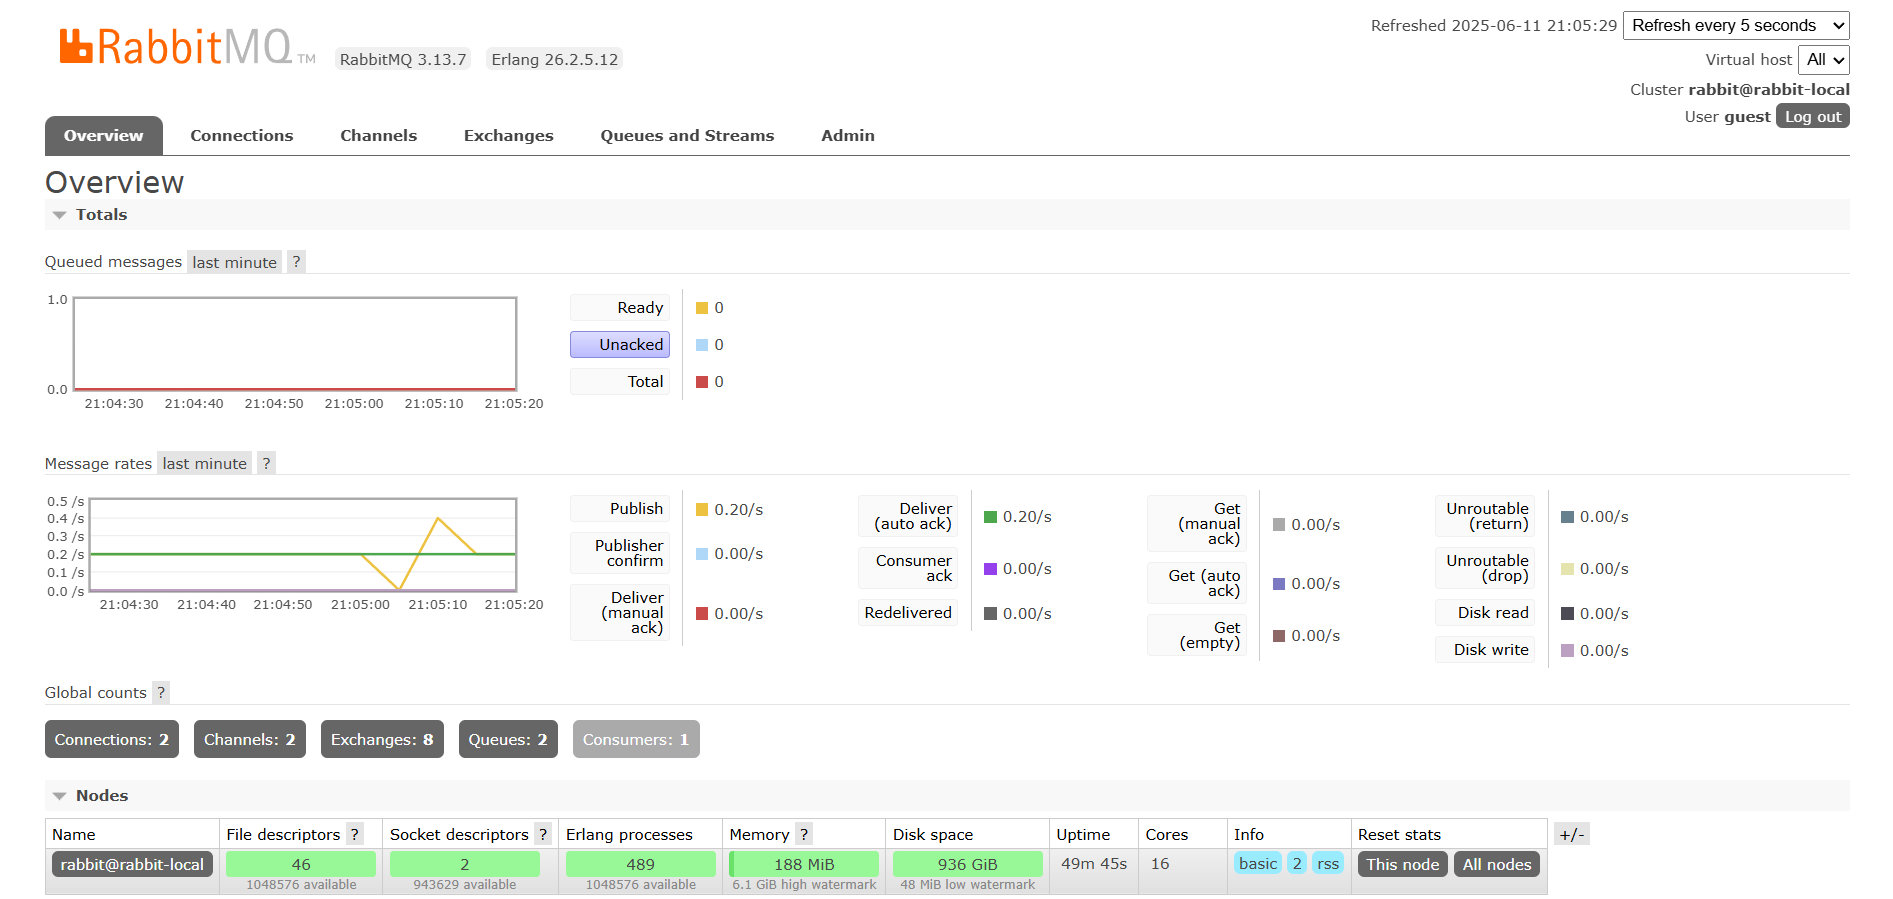 Refreshed 2025-06-11 21:05:29 Refresh every 5 seconds
RabbitMQ TM RabbitMQ 3.13.7 Erlang 26.2.5.12
Virtual host All
Cluster rabbit@rabbit-local
User guest Log out
Overview Connections Channels Exchanges Queues and Streams Admin
Overview
Totals
Queued messages last minute ?
1.0
0.0
21:04:30 21:04:40 21:04:50 21:05:00 21:05:10 21:05:20
Ready 0
Unacked 0
Total 0
Message rates last minute ?
0.5 /s
0.4 /s
0.3 /s
0.2 /s
0.1 /s
0.0 /s
21:04:30 21:04:40 21:04:50 21:05:00 21:05:10 21:05:20
Publish 0.20/s
Publisher
confirm 0.00/s
Deliver
(manual
ack) 0.00/s
Deliver
(auto ack) 0.20/s
Consumer
ack 0.00/s
Redelivered 0.00/s
Get
(manual
ack) 0.00/s
Get (auto
ack) 0.00/s
Get
(empty) 0.00/s
Unroutable
(return) 0.00/s
Unroutable
(drop) 0.00/s
Disk read 0.00/s
Disk write 0.00/s
Global counts ?
Connections: 2 Channels: 2 Exchanges: 8 Queues: 2 Consumers: 1
Nodes
Name File descriptors ? Socket descriptors ? Erlang processes Memory ? Disk space Uptime Cores Info Reset stats +/-
rabbit@rabbit-local 46 2 489 188 MiB 936 GiB 49m 45s 16 basic 2 rss This node All nodes
1048576 available 943629 available 1048576 available 6.1 GiB high watermark 48 MiB low watermark